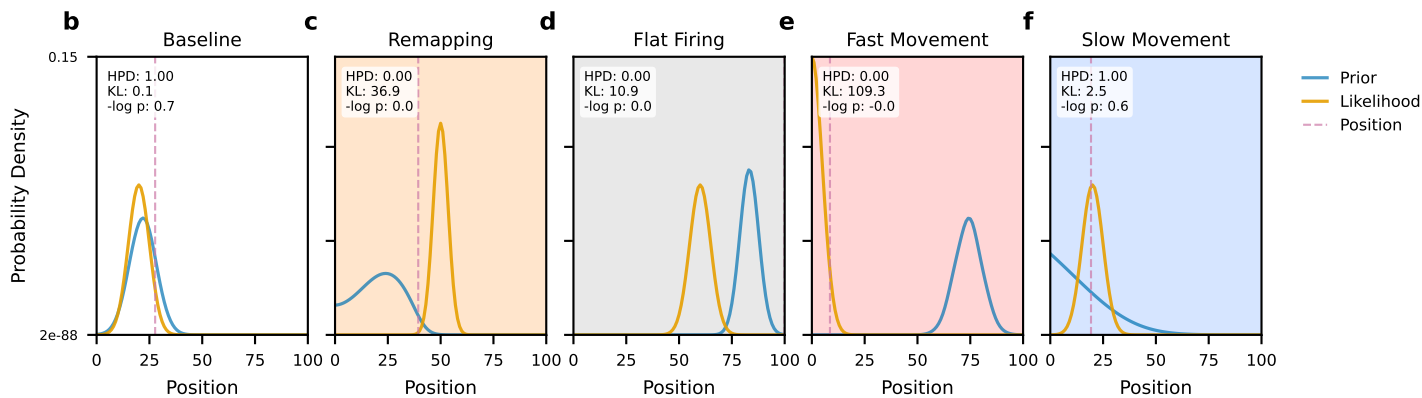 b
Baseline
HPD: 1.00
KL: 0.1
-log p: 0.7
0.15
2e-88
Probability Density
0 25 50 75 100
Position
c
Remapping
HPD: 0.00
KL: 36.9
-log p: 0.0
0 25 50 75 100
Position
d
Flat Firing
HPD: 0.00
KL: 10.9
-log p: 0.0
0 25 50 75 100
Position
e
Fast Movement
HPD: 0.00
KL: 109.3
-log p: -0.0
0 25 50 75 100
Position
f
Slow Movement
HPD: 1.00
KL: 2.5
-log p: 0.6
0 25 50 75 100
Position
Prior
Likelihood
Position